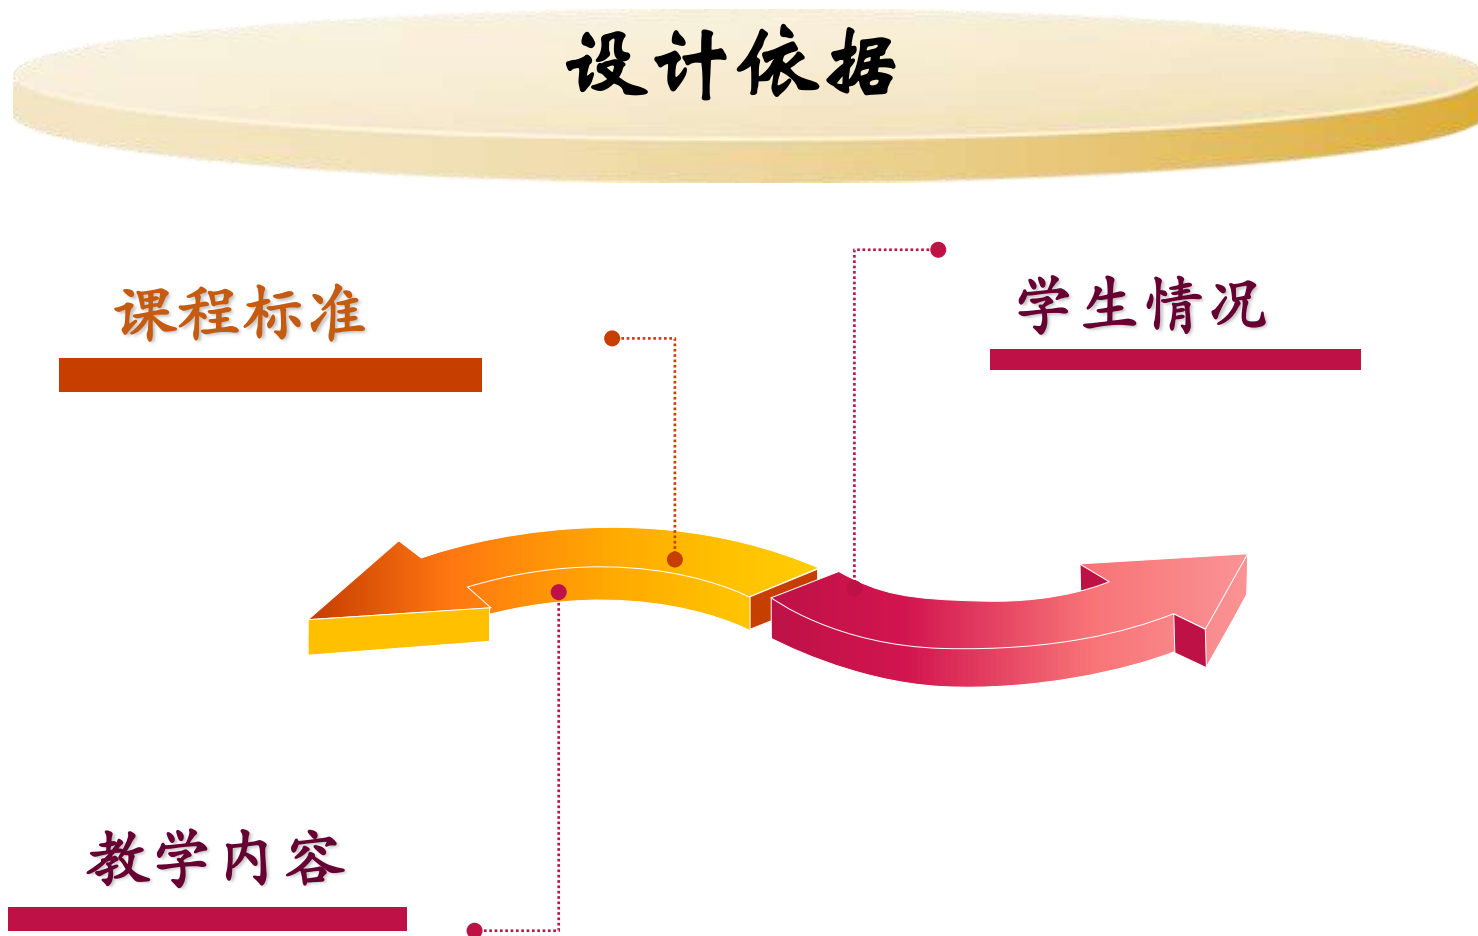 设计依据
课程标准
学生情况
教学内容